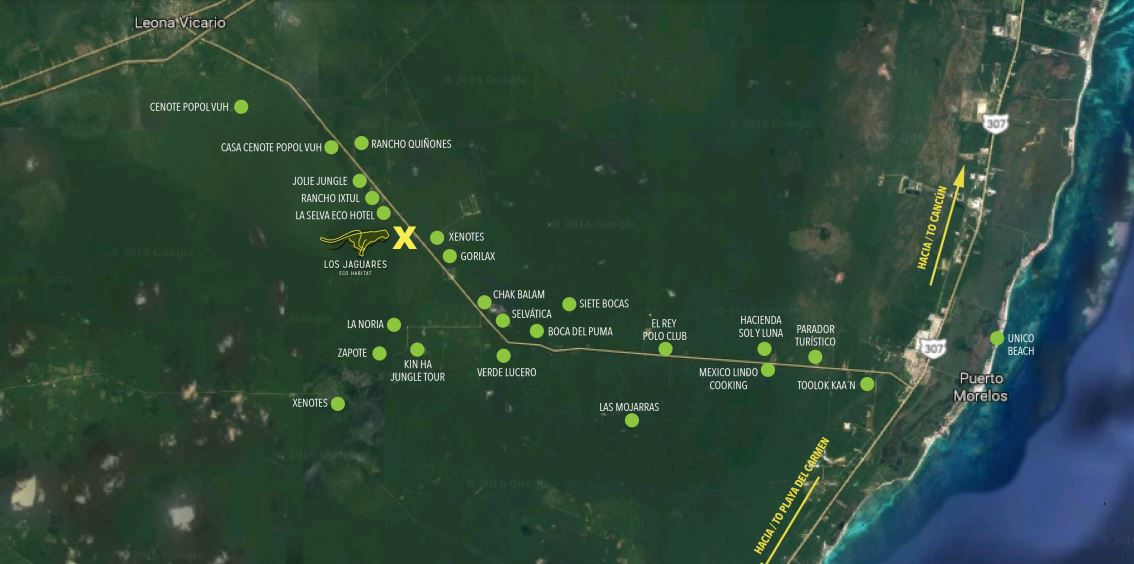 Leona Vicario
© 2016 Google
307
CENOTE POPOL VUH
© 2016 Google
CASA CENOTE POPOL VUH
RANCHO QUIÑONES
JOLIE JUNGLE
RANCHO IXTUL
LA SELVA ECO HOTEL
HACIA / TO CANCÚN
© 2016 Google
X
XENOTES
© 2016 Google
GORILAX
LOS JAGUARES
ECO HABITAT
CHAK BALAM
SIETE BOCAS
SELVÁTICA
LA NORIA
BOCA DEL PUMA
EL REY
POLO CLUB
HACIENDA
SOL Y LUNA
PARADOR
TURÍSTICO
UNICO
BEACH
307
ZAPOTE
KIN HA
JUNGLE TOUR
VERDE LUCERO
MEXICO LINDO
COOKING
TOOLOK KAA´N
Puerto
Morelos
XENOTES
LAS MOJARRAS
HACIA / TO PLAYA DEL CARMEN
© 2016 Google
© 2016 Google
© 2016 Google